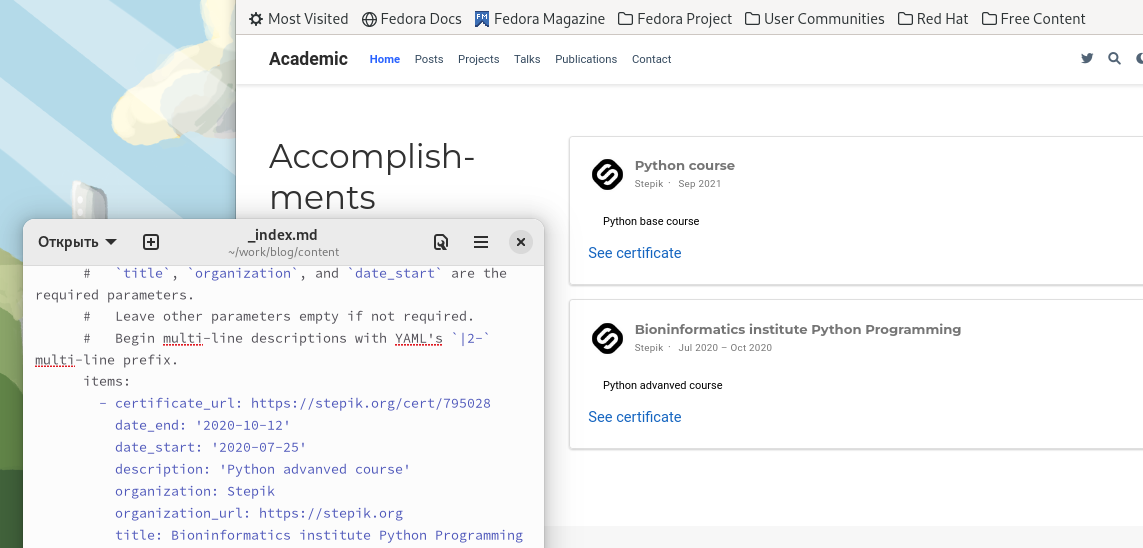 Most Visited Fedora Docs Fedora Magazine Fedora Project User Communities Red Hat Free Content
Academic Home Posts Projects Talks Publications Contact
Accomplish-
ments
Python course
Stepik · Sep 2021
Python base course
See certificate
Bioninformatics institute Python Programming
Stepik · Jul 2020 – Oct 2020
Python advanved course
See certificate
Открыть
_index.md
~/work/blog/content
#   `title`, `organization`, and `date_start` are the
required parameters.
#   Leave other parameters empty if not required.
#   Begin multi-line descriptions with YAML's `|2-`
multi-line prefix.
items:
- certificate_url: https://stepik.org/cert/795028
date_end: '2020-10-12'
date_start: '2020-07-25'
description: 'Python advanved course'
organization: Stepik
organization_url: https://stepik.org
title: Bioninformatics institute Python Programming